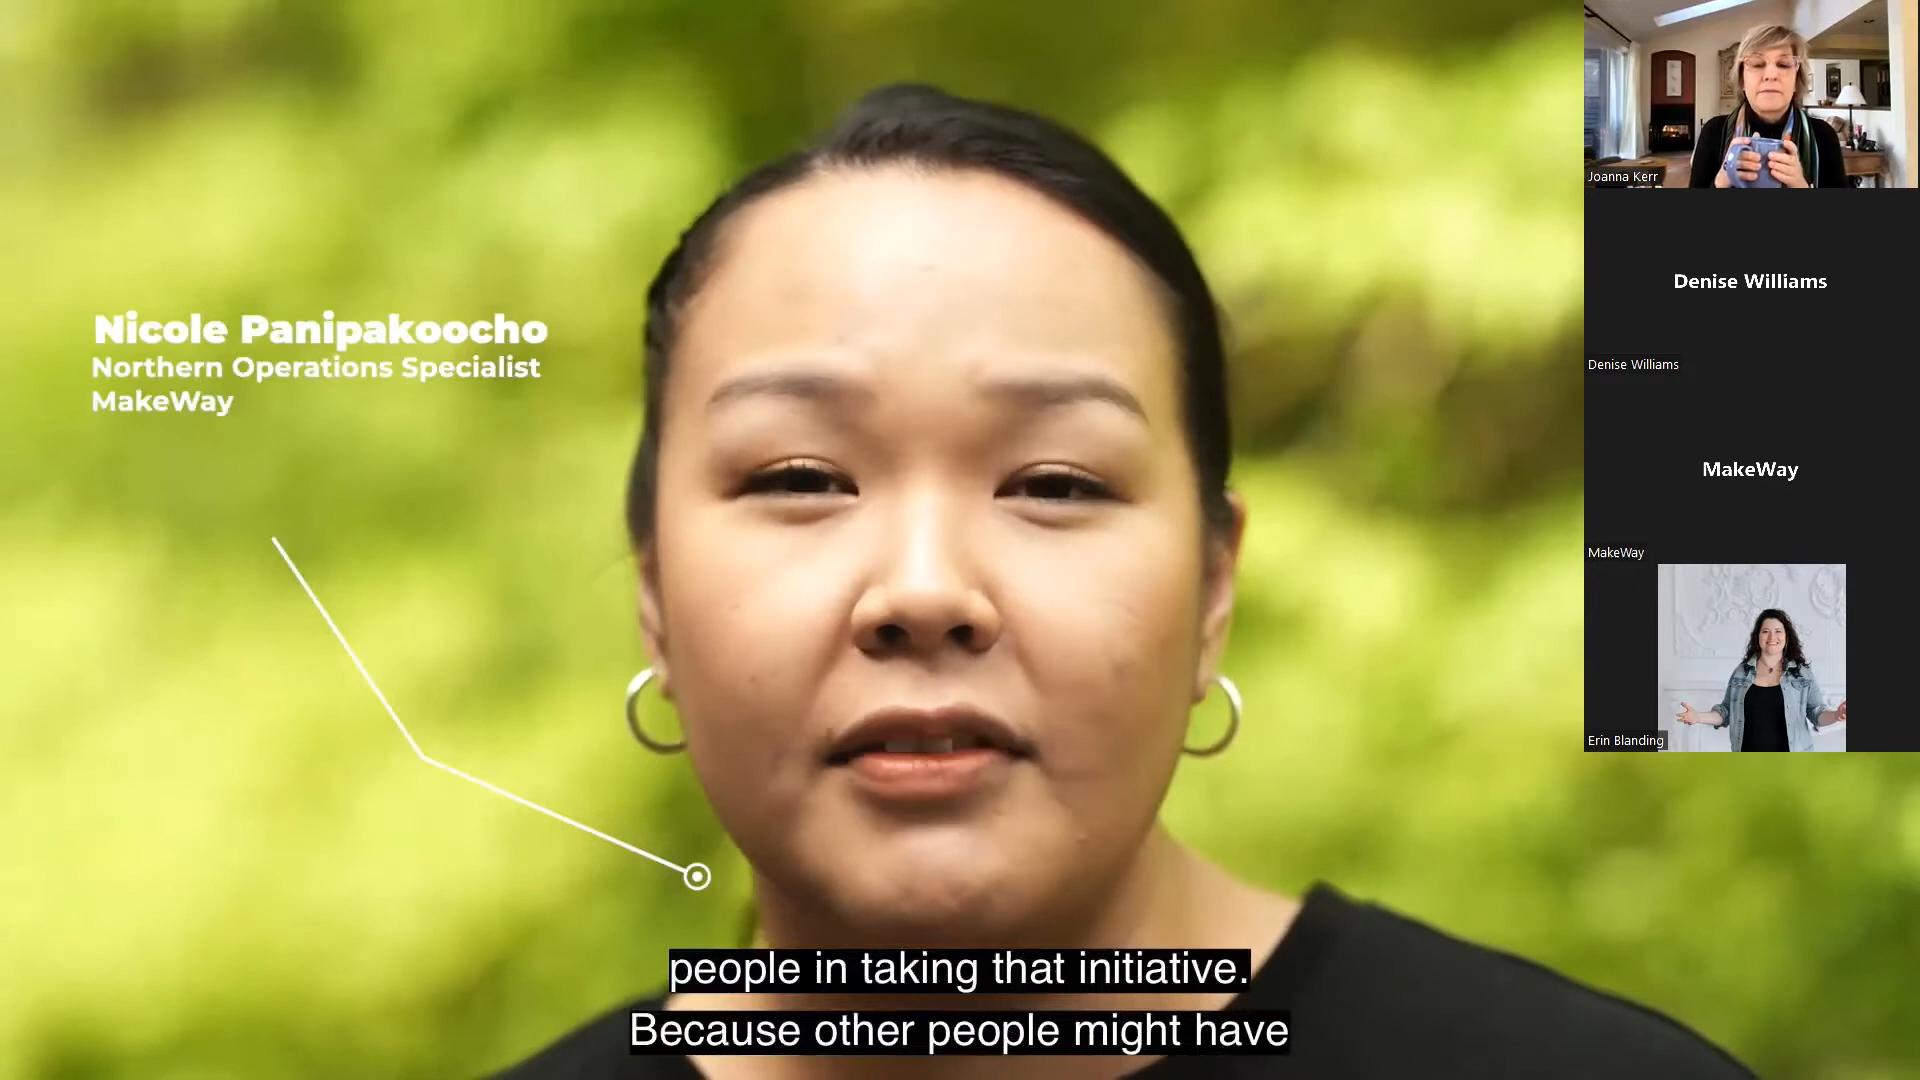 Nicole Panipakoocho
Northern Operations Specialist
MakeWay
people in taking that initiative.
Because other people might have
Joanna Kerr
Denise Williams
Denise Williams
MakeWay
MakeWay
Erin Blanding